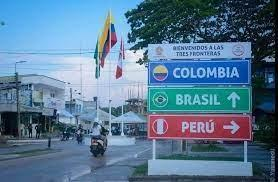 BIENVENIDOS A LAS
TRES FRONTERAS
COLOMBIA
BRASIL ↑
PERÚ →